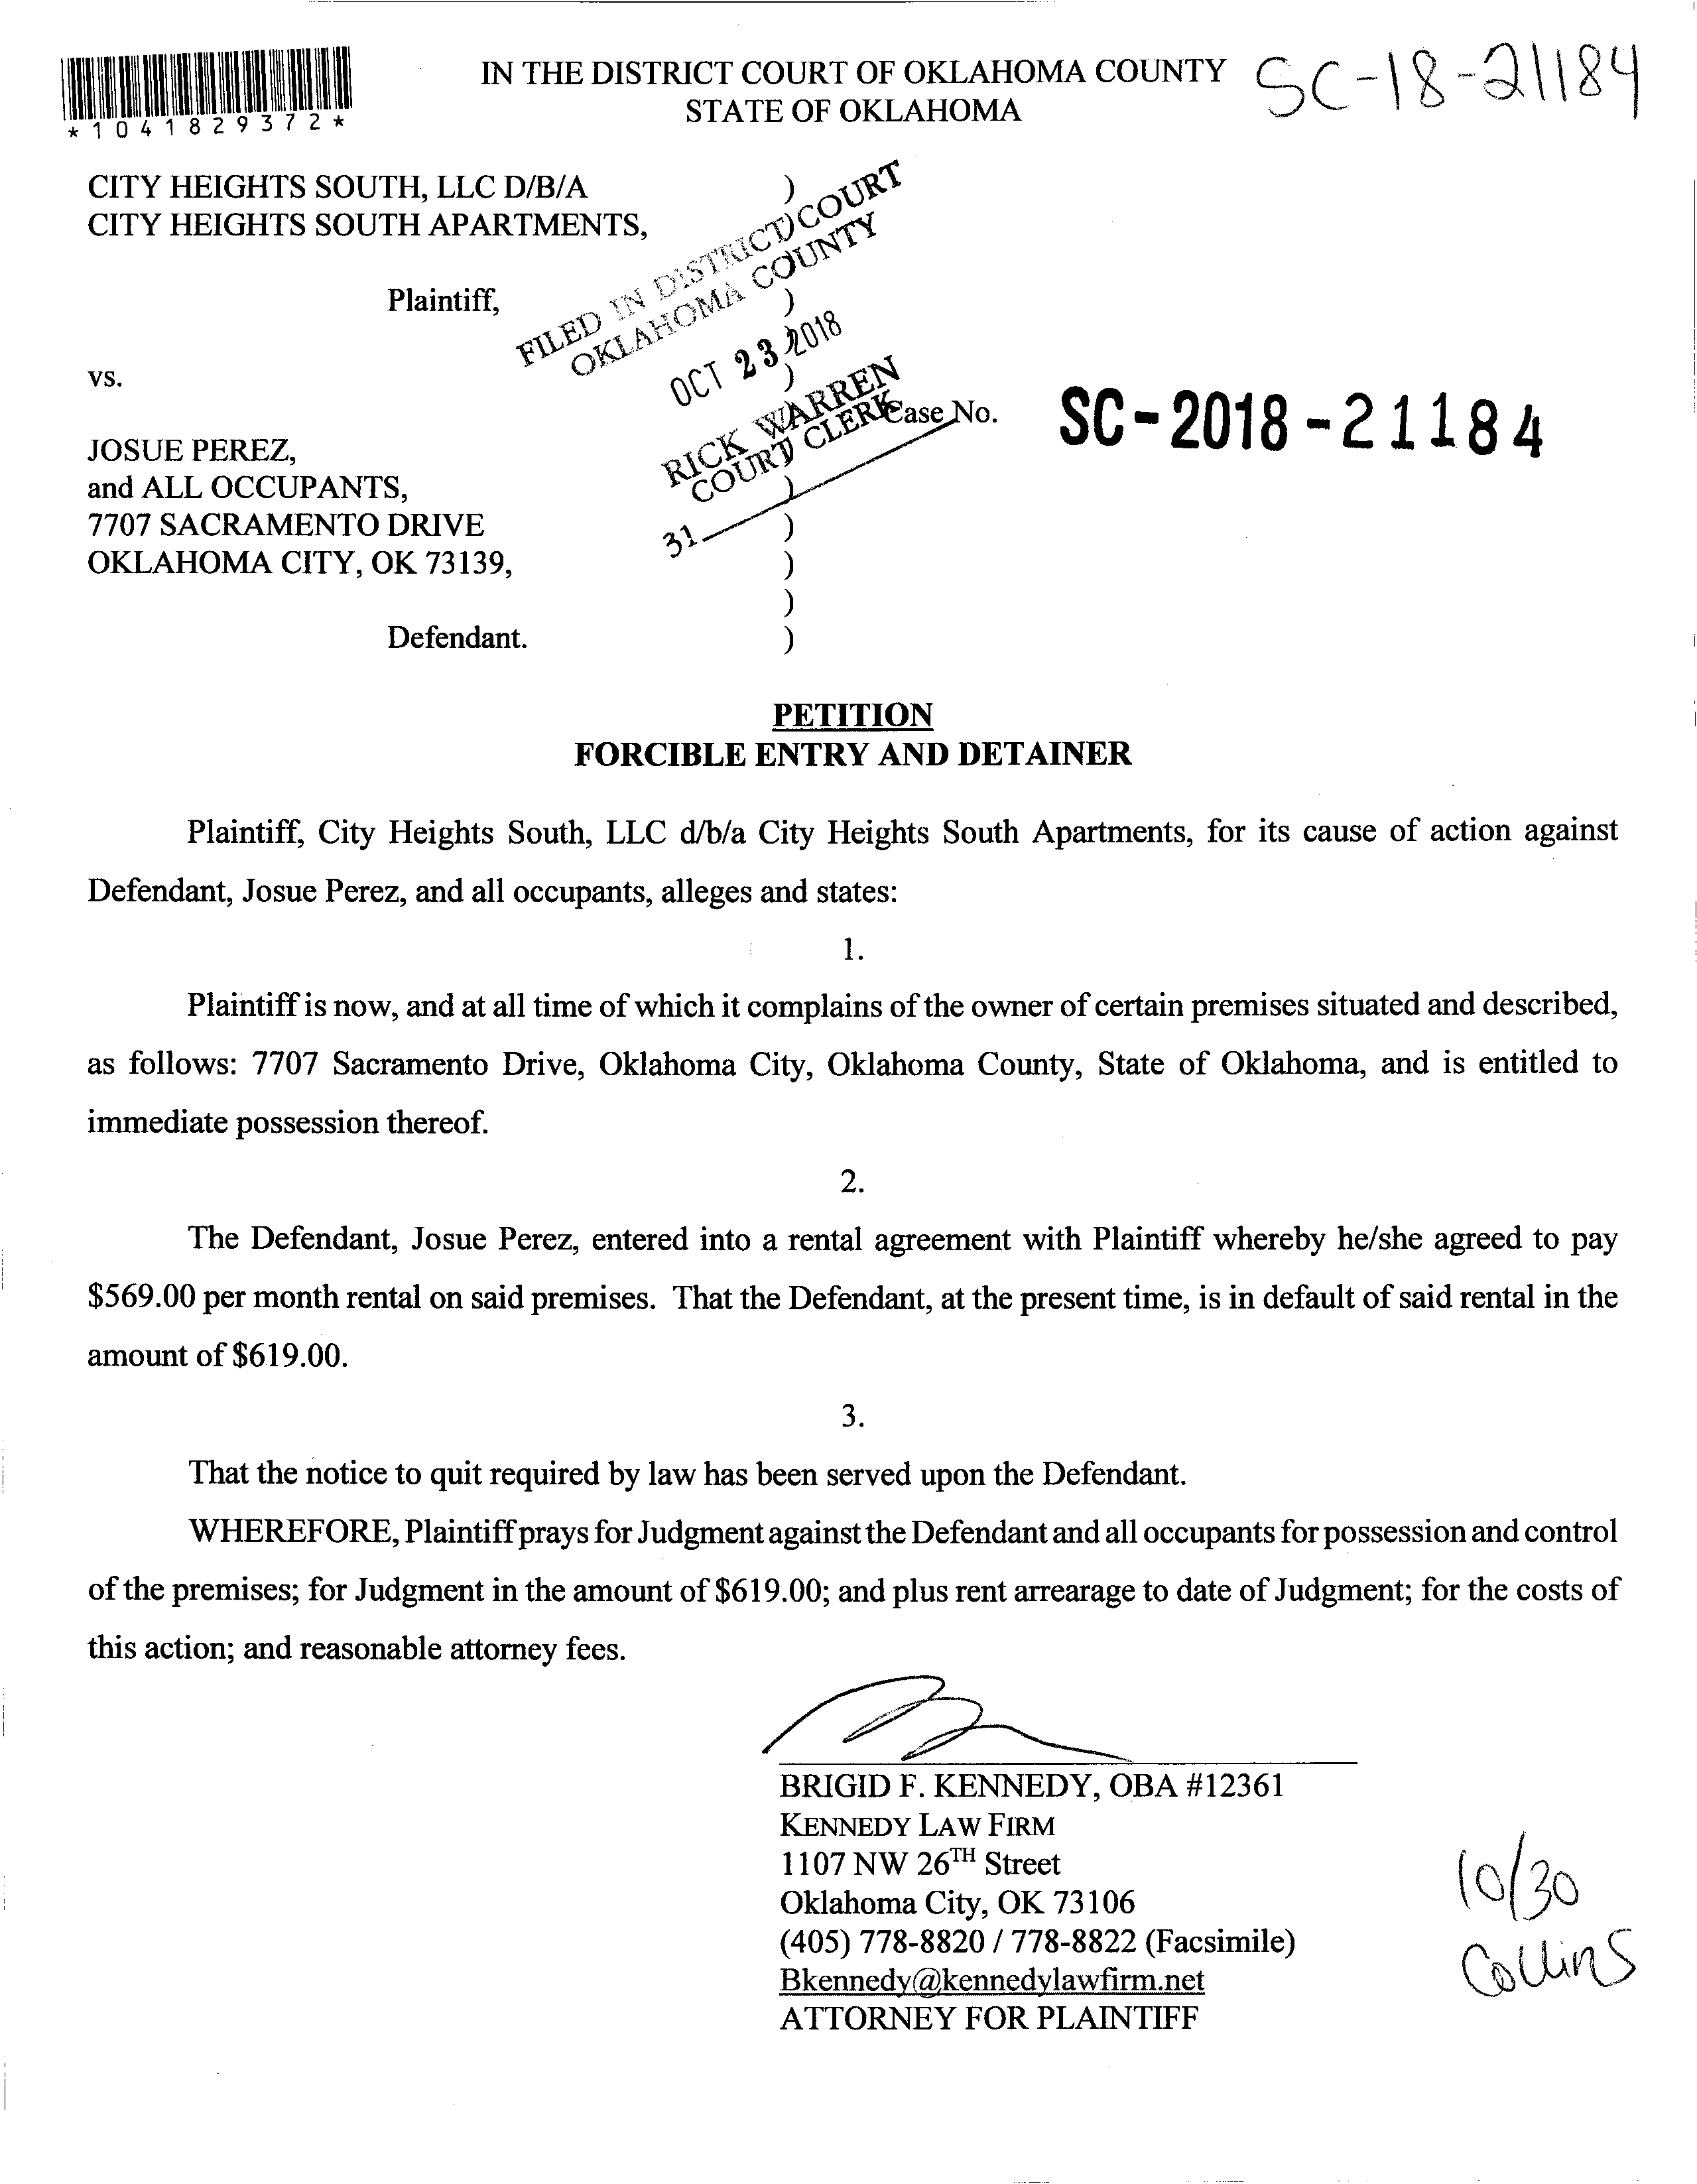 IN THE DISTRICT COURT OF OKLAHOMA COUNTY
STATE OF OKLAHOMA
SC-18-21184
*1041829372*
CITY HEIGHTS SOUTH, LLC D/B/A )
CITY HEIGHTS SOUTH APARTMENTS, )
Plaintiff, )
FILED IN DISTRICT COURT
OKLAHOMA COUNTY
OCT 23 2018
RICK WARREN
COURT CLERK
31
vs. )
Case No. SC-2018-21184
JOSUE PEREZ, )
and ALL OCCUPANTS, )
7707 SACRAMENTO DRIVE )
OKLAHOMA CITY, OK 73139, )
)
Defendant. )
PETITION
FORCIBLE ENTRY AND DETAINER
Plaintiff, City Heights South, LLC d/b/a City Heights South Apartments, for its cause of action against
Defendant, Josue Perez, and all occupants, alleges and states:
1.
Plaintiff is now, and at all time of which it complains of the owner of certain premises situated and described,
as follows: 7707 Sacramento Drive, Oklahoma City, Oklahoma County, State of Oklahoma, and is entitled to
immediate possession thereof.
2.
The Defendant, Josue Perez, entered into a rental agreement with Plaintiff whereby he/she agreed to pay
$569.00 per month rental on said premises. That the Defendant, at the present time, is in default of said rental in the
amount of $619.00.
3.
That the notice to quit required by law has been served upon the Defendant.
WHEREFORE, Plaintiff prays for Judgment against the Defendant and all occupants for possession and control
of the premises; for Judgment in the amount of $619.00; and plus rent arrearage to date of Judgment; for the costs of
this action; and reasonable attorney fees.
BRIGID F. KENNEDY, OBA #12361
KENNEDY LAW FIRM
1107 NW 26TH Street
Oklahoma City, OK 73106
(405) 778-8820 / 778-8822 (Facsimile)
Bkennedy@kennedylawfirm.net
ATTORNEY FOR PLAINTIFF
10/30
Collins